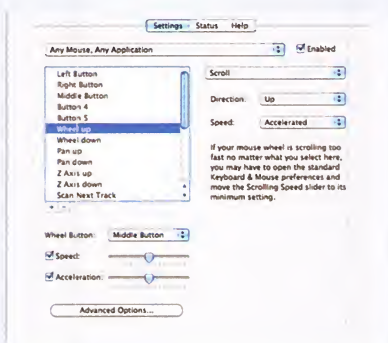 Settings Status Help
Any Mouse, Any Application
Enabled
Left Button
Right Button
Middle Button
Button 4
Button 5
Wheel up
Wheel down
Pan up
Pan down
Z Axis up
Z Axis down
Scan Next Track
Scroll
Direction: Up
Speed: Accelerated
If your mouse wheel is scrolling too
fast no matter what you select here,
you may have to open the standard
Keyboard & Mouse preferences and
move the Scrolling Speed slider to its
minimum setting.
Wheel Button: Middle Button
Speed:
Acceleration:
Advanced Options...